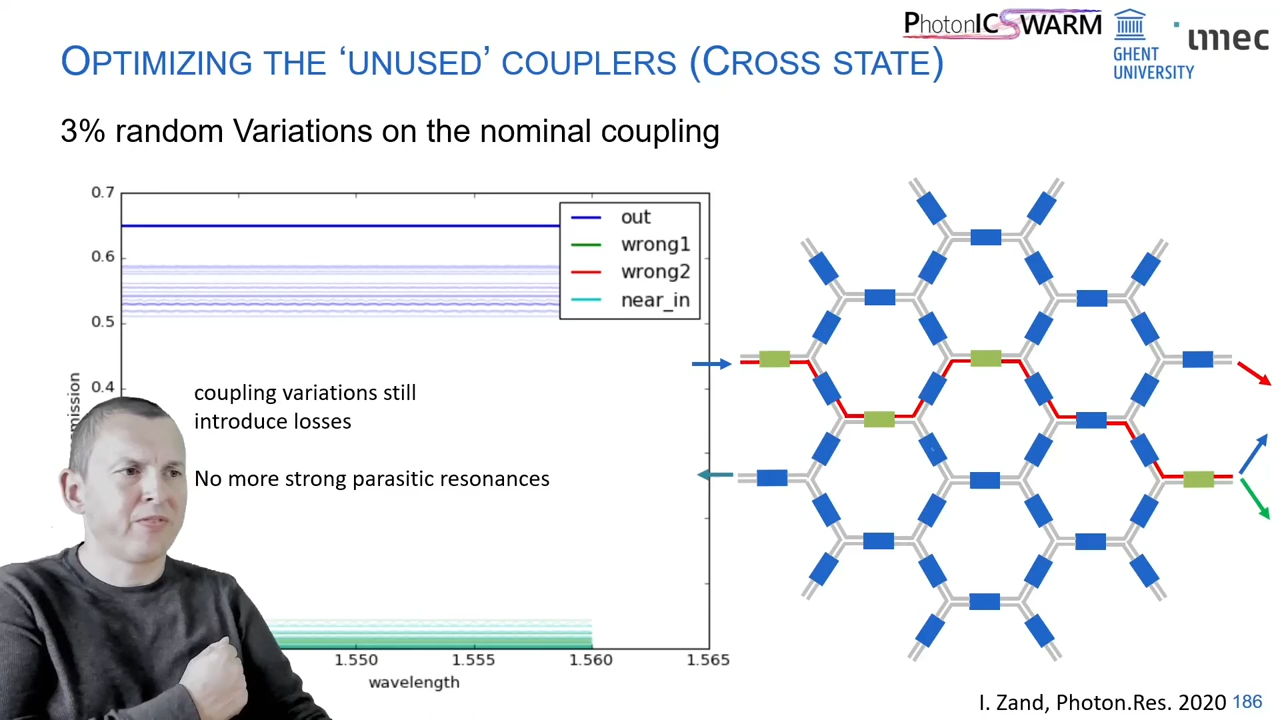 PHOTONICSWARM
GHENT
UNIVERSITY
imec
OPTIMIZING THE ‘UNUSED’ COUPLERS (CROSS STATE)
3% random Variations on the nominal coupling
0.7
0.6
0.5
0.4
out
wrong1
wrong2
near_in
coupling variations still
introduce losses
No more strong parasitic resonances
1.550
1.555
1.560
1.565
wavelength
I. Zand, Photon.Res. 2020
186